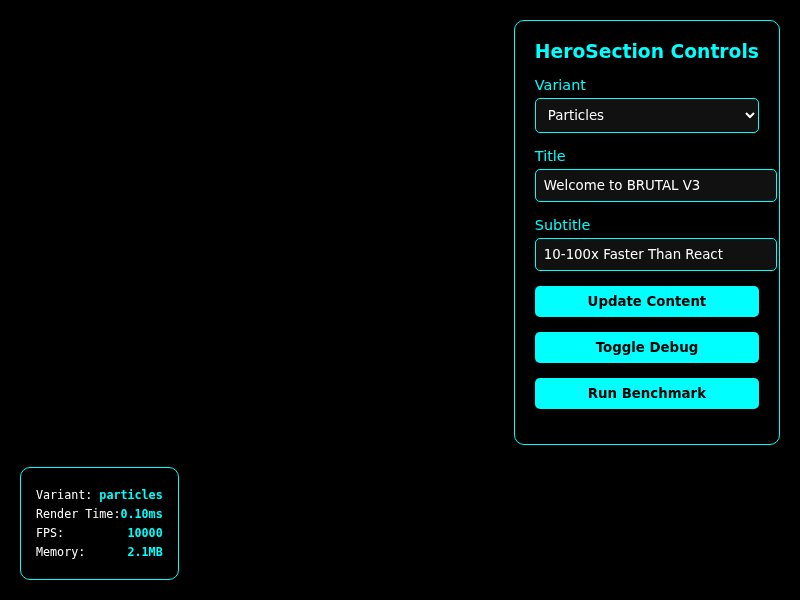 HeroSection Controls
Variant
Particles
Title
Welcome to BRUTAL V3
Subtitle
10-100x Faster Than React
Update Content
Toggle Debug
Run Benchmark
Variant: particles
Render Time:0.10ms
FPS: 10000
Memory: 2.1MB